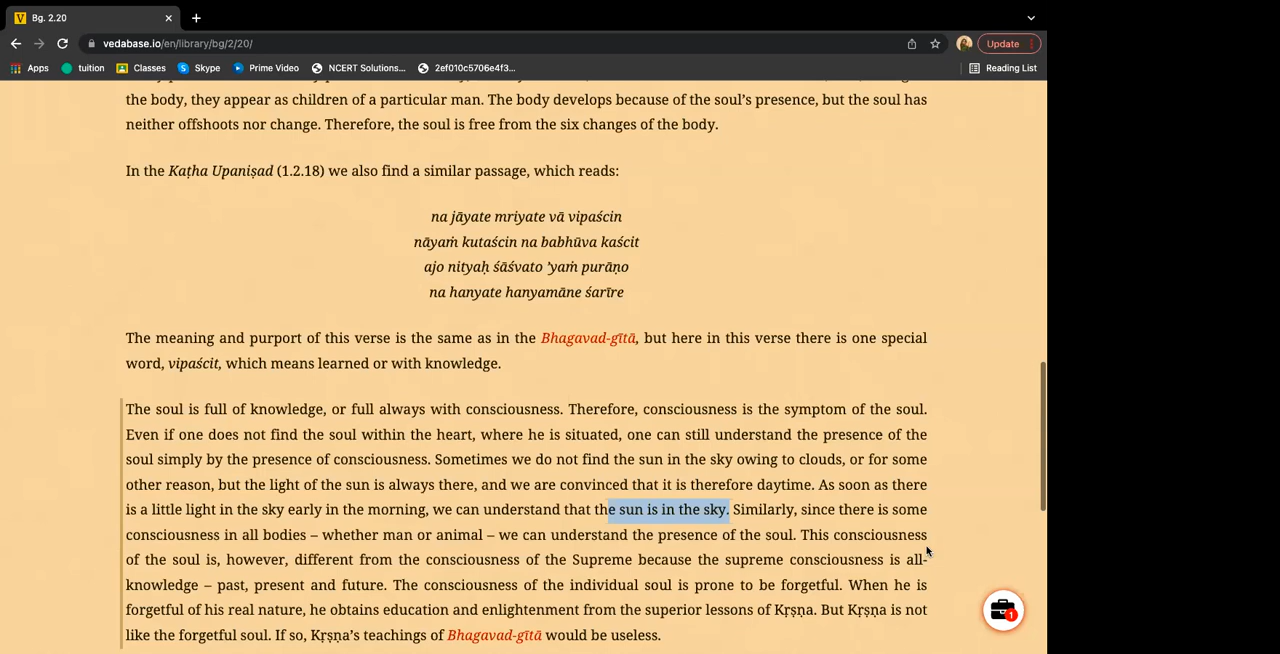 V Bg. 2.20
vedabase.io/en/library/bg/2/20/
Update
Apps tuition Classes Skype Prime Video NCERT Solutions... 2ef010c5706e4f3... Reading List
the body, they appear as children of a particular man. The body develops because of the soul’s presence, but the soul has
neither offshoots nor change. Therefore, the soul is free from the six changes of the body.
In the Kaṭha Upaniṣad (1.2.18) we also find a similar passage, which reads:
na jāyate mriyate vā vipaścin
nāyaṁ kutaścin na babhūva kaścit
ajo nityaḥ śāśvato ’yaṁ purāṇo
na hanyate hanyamāne śarīre
The meaning and purport of this verse is the same as in the Bhagavad-gītā, but here in this verse there is one special
word, vipaścit, which means learned or with knowledge.
The soul is full of knowledge, or full always with consciousness. Therefore, consciousness is the symptom of the soul.
Even if one does not find the soul within the heart, where he is situated, one can still understand the presence of the
soul simply by the presence of consciousness. Sometimes we do not find the sun in the sky owing to clouds, or for some
other reason, but the light of the sun is always there, and we are convinced that it is therefore daytime. As soon as there
is a little light in the sky early in the morning, we can understand that the sun is in the sky. Similarly, since there is some
consciousness in all bodies – whether man or animal – we can understand the presence of the soul. This consciousness
of the soul is, however, different from the consciousness of the Supreme because the supreme consciousness is all-
knowledge – past, present and future. The consciousness of the individual soul is prone to be forgetful. When he is
forgetful of his real nature, he obtains education and enlightenment from the superior lessons of Kṛṣṇa. But Kṛṣṇa is not
like the forgetful soul. If so, Kṛṣṇa’s teachings of Bhagavad-gītā would be useless.
1